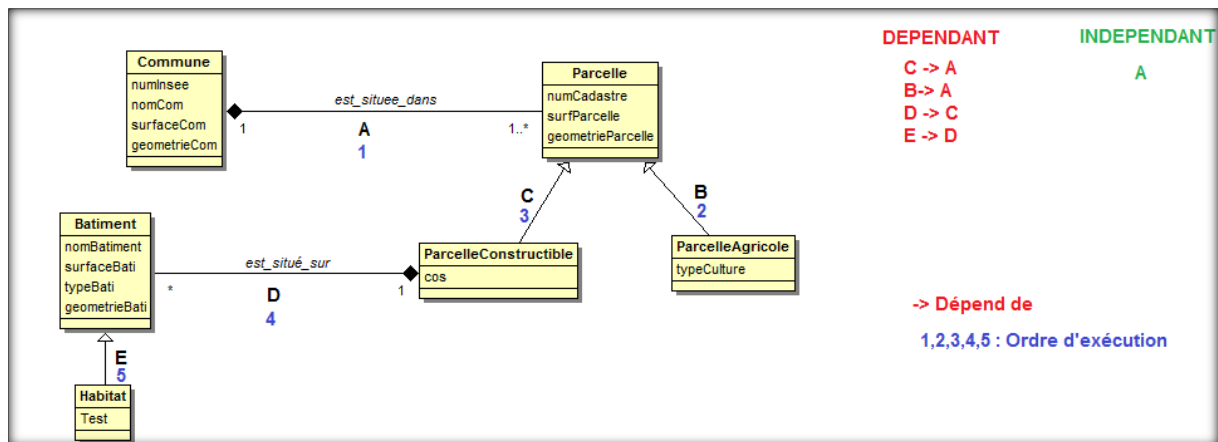 Commune
numInsee
nomCom
surfaceCom
geometrieCom
est_situee_dans
1
1..*
A
1
Parcelle
numCadastre
surfParcelle
geometrieParcelle
DEPENDANT
C -> A
B-> A
D -> C
E -> D
INDEPENDANT
A
C
3
B
2
Batiment
nomBatiment
surfaceBati
typeBati
geometrieBati
est_situé_sur
*
1
D
4
ParcelleConstructible
cos
ParcelleAgricole
typeCulture
-> Dépend de
1,2,3,4,5 : Ordre d'exécution
E
5
Habitat
Test